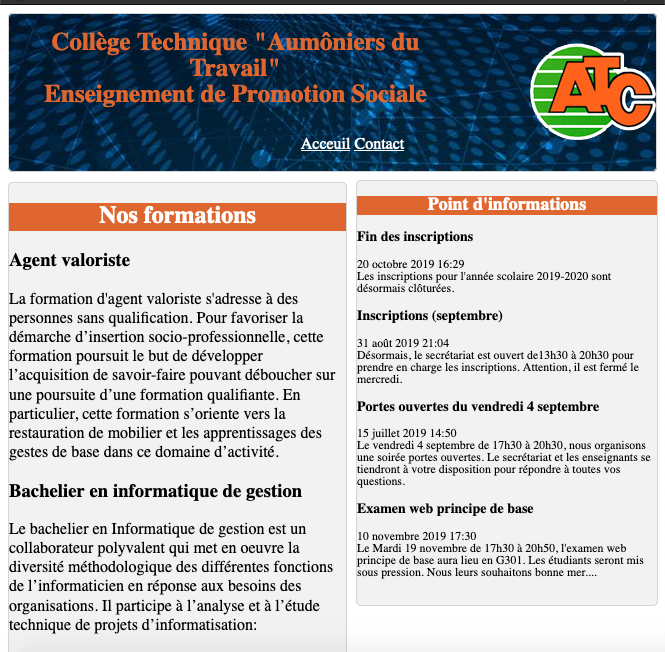 Collège Technique "Aumôniers du
Travail"
Enseignement de Promotion Sociale
ATC
Acceuil Contact
Nos formations
Agent valoriste
La formation d'agent valoriste s'adresse à des
personnes sans qualification. Pour favoriser la
démarche d’insertion socio-professionnelle, cette
formation poursuit le but de développer
l’acquisition de savoir-faire pouvant déboucher sur
une poursuite d’une formation qualifiante. En
particulier, cette formation s’oriente vers la
restauration de mobilier et les apprentissages des
gestes de base dans ce domaine d’activité.
Bachelier en informatique de gestion
Le bachelier en Informatique de gestion est un
collaborateur polyvalent qui met en oeuvre la
diversité méthodologique des différentes fonctions
de l’informaticien en réponse aux besoins des
organisations. Il participe à l’analyse et à l’étude
technique de projets d’informatisation:
Point d'informations
Fin des inscriptions
20 octobre 2019 16:29
Les inscriptions pour l'année scolaire 2019-2020 sont
désormais clôturées.
Inscriptions (septembre)
31 août 2019 21:04
Désormais, le secrétariat est ouvert de13h30 à 20h30 pour
prendre en charge les inscriptions. Attention, il est fermé le
mercredi.
Portes ouvertes du vendredi 4 septembre
15 juillet 2019 14:50
Le vendredi 4 septembre de 17h30 à 20h30, nous organisons
une soirée portes ouvertes. Le secrétariat et les enseignants se
tiendront à votre disposition pour répondre à toutes vos
questions.
Examen web principe de base
10 novembre 2019 17:30
Le Mardi 19 novembre de 17h30 à 20h50, l'examen web
principe de base aura lieu en G301. Les étudiants seront mis
sous pression. Nous leurs souhaitons bonne mer....